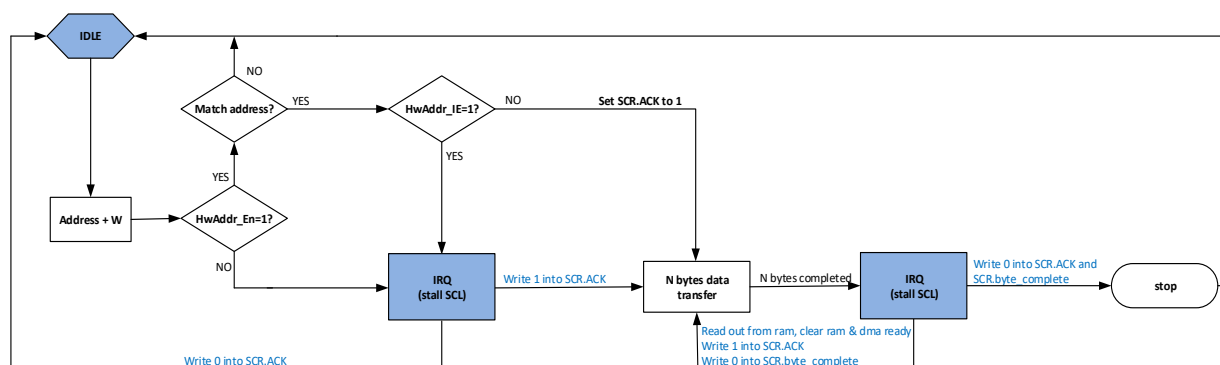 IDLE
NO
Match address?
YES
HwAddr_IE=1?
NO
Set SCR.ACK to 1
YES
YES
Address + W
HwAddr_En=1?
NO
IRQ
(stall SCL)
Write 1 into SCR.ACK
N bytes data
transfer
N bytes completed
IRQ
(stall SCL)
Write 0 into SCR.ACK and
SCR.byte_complete
stop
Read out from ram, clear ram & dma ready
Write 1 into SCR.ACK
Write 0 into SCR.byte_complete
Write 0 into SCR.ACK